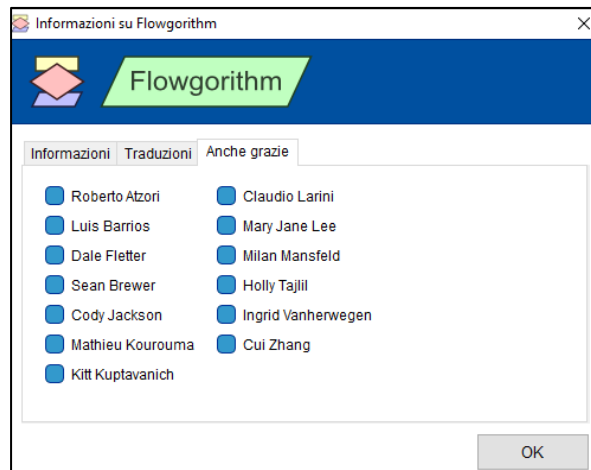 Informazioni su Flowgorithm
Flowgorithm
Informazioni Traduzioni Anche grazie
Roberto Atzori
Luis Barrios
Dale Fletter
Sean Brewer
Cody Jackson
Mathieu Kourouma
Kitt Kuptavanich
Claudio Larini
Mary Jane Lee
Milan Mansfeld
Holly Tajlil
Ingrid Vanherwegen
Cui Zhang
OK